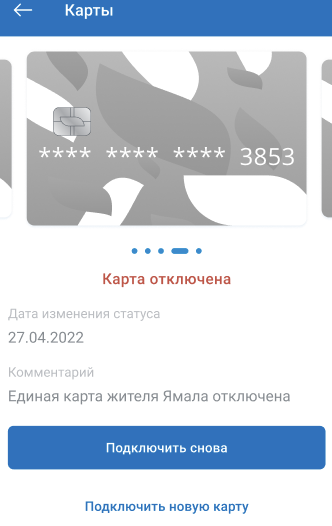 Карты
**** **** **** 3853
Карта отключена
Дата изменения статуса
27.04.2022
Комментарий
Единая карта жителя Ямала отключена
Подключить снова
Подключить новую карту